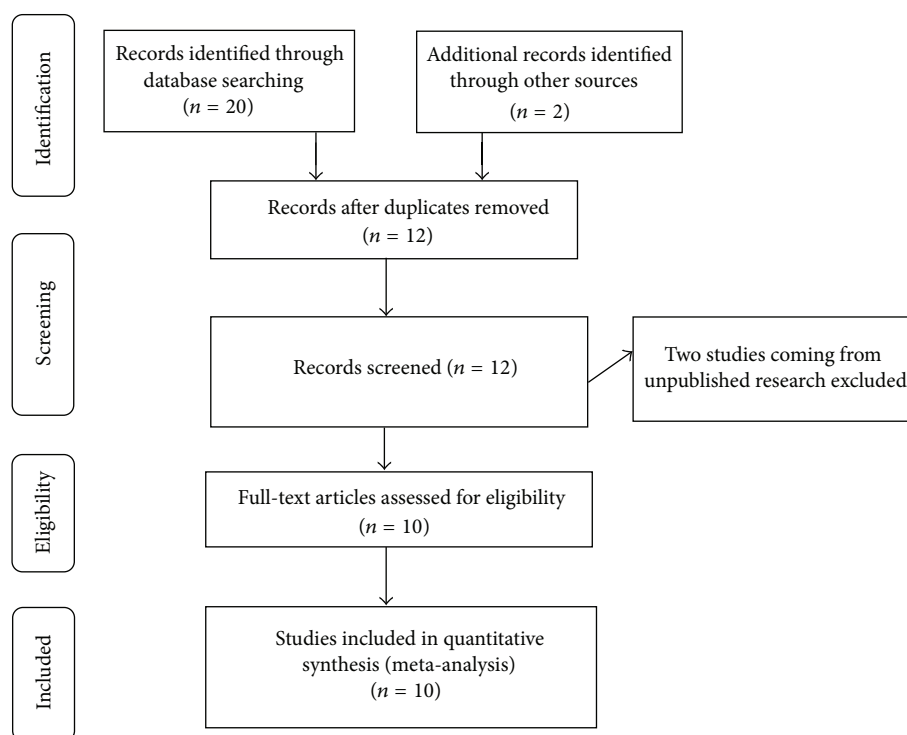 Identification
Records identified through
database searching
(n = 20)
Additional records identified
through other sources
(n = 2)
Records after duplicates removed
(n = 12)
Screening
Records screened (n = 12)
Two studies coming from
unpublished research excluded
Eligibility
Full-text articles assessed for eligibility
(n = 10)
Included
Studies included in quantitative
synthesis (meta-analysis)
(n = 10)